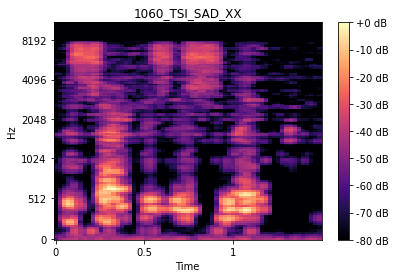 1060_TSI_SAD_XX
8192
4096
2048
1024
512
0
Hz
0
0.5
1
Time
+0 dB
-10 dB
-20 dB
-30 dB
-40 dB
-50 dB
-60 dB
-70 dB
-80 dB